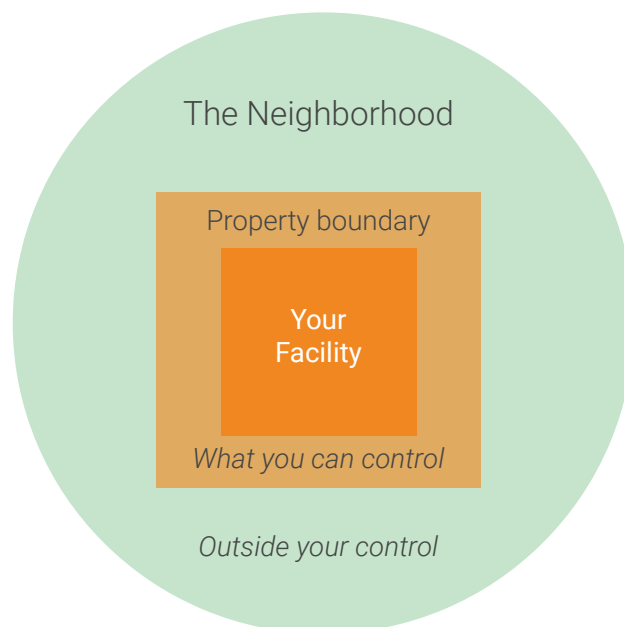 The Neighborhood
Property boundary
Your
Facility
What you can control
Outside your control